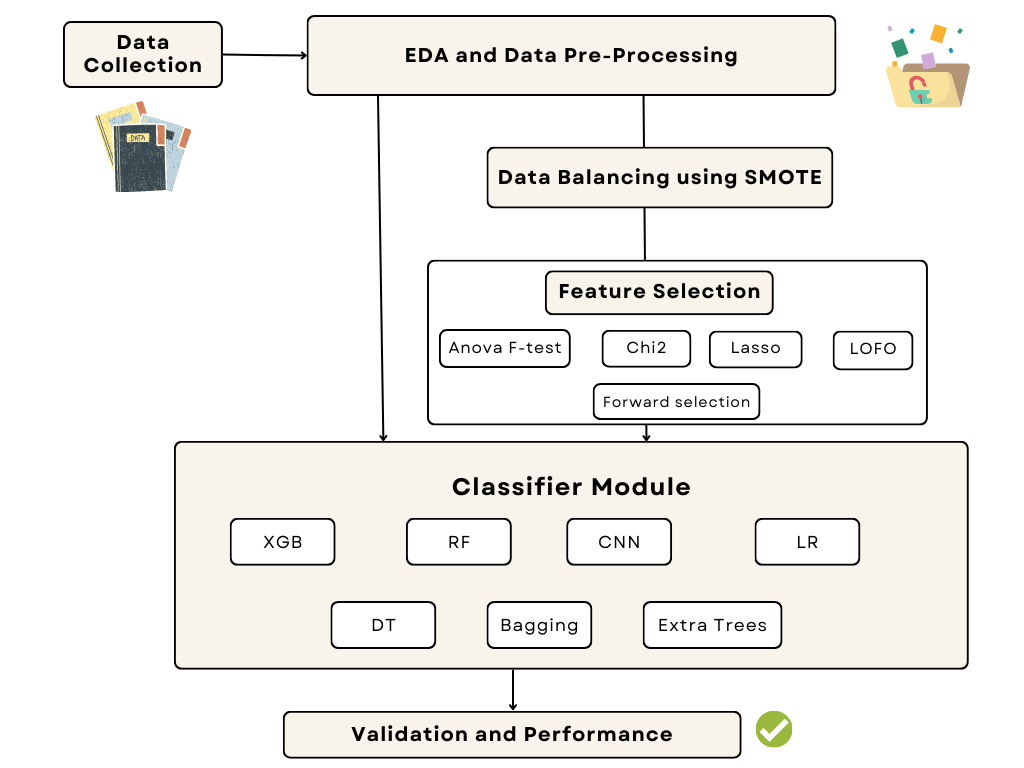 Data
Collection
EDA and Data Pre-Processing
DATA
Data Balancing using SMOTE
Feature Selection
Anova F-test
Chi2
Lasso
LOFO
Forward selection
Classifier Module
XGB
RF
CNN
LR
DT
Bagging
Extra Trees
Validation and Performance